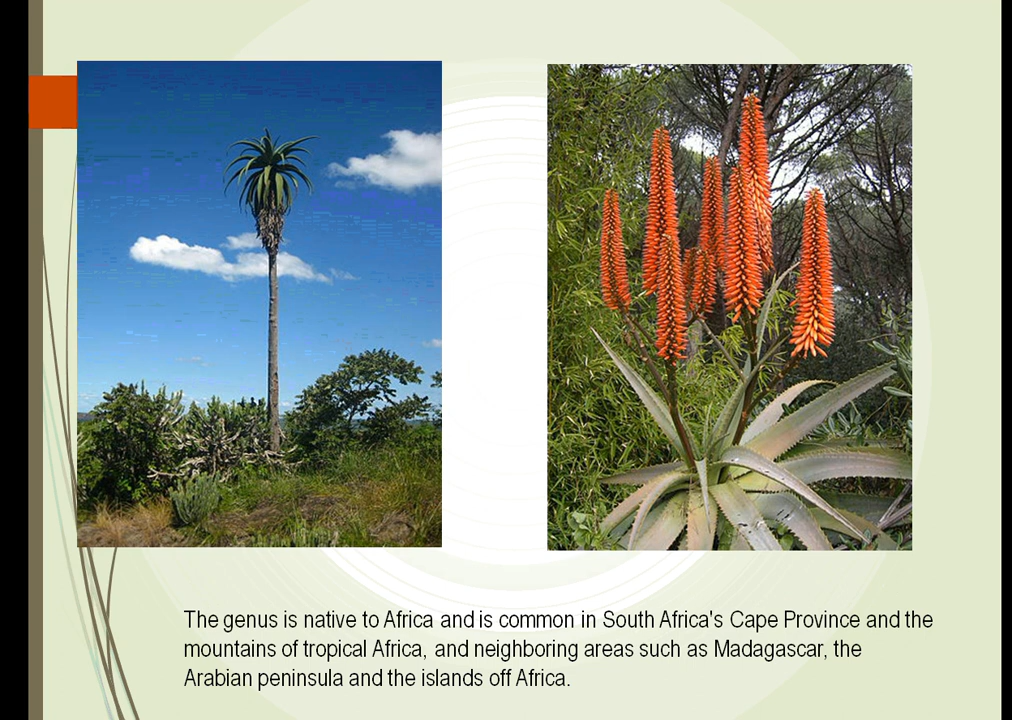 The genus is native to Africa and is common in South Africa's Cape Province and the
mountains of tropical Africa, and neighboring areas such as Madagascar, the
Arabian peninsula and the islands off Africa.